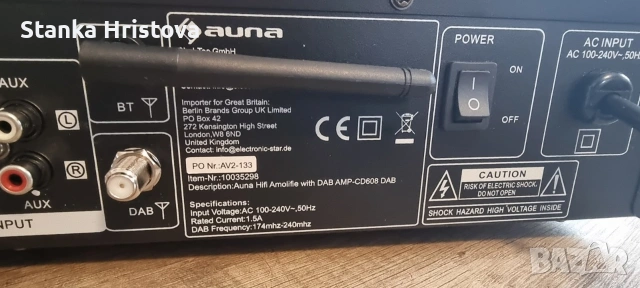 Stanka Hristova
auna
GmbH
POWER
ON
OFF
AC INPUT
AC 100-240V~,50Hz
AUX
BT
L
R
AUX
INPUT
DAB
Importer for Great Britain:
Berlin Brands Group UK Limited
PO Box 42
272 Kensington High Street
London,W8 6ND
United Kingdom
Contact: info@electronic-star.de
PO Nr.:AV2-133
Item-Nr:10035298
Description:Auna Hifi Amolifie with DAB AMP-CD608 DAB
Specifications:
Input Voltage:AC 100-240V~,50Hz
Rated Current:1.5A
DAB Frequency:174mhz-240mhz
CE
CAUTION
RISK OF ELECTRIC SHOCK,
DO NOT OPEN
SHOCK HAZARD HIGH VOLTAGE INSIDE
BAZAR